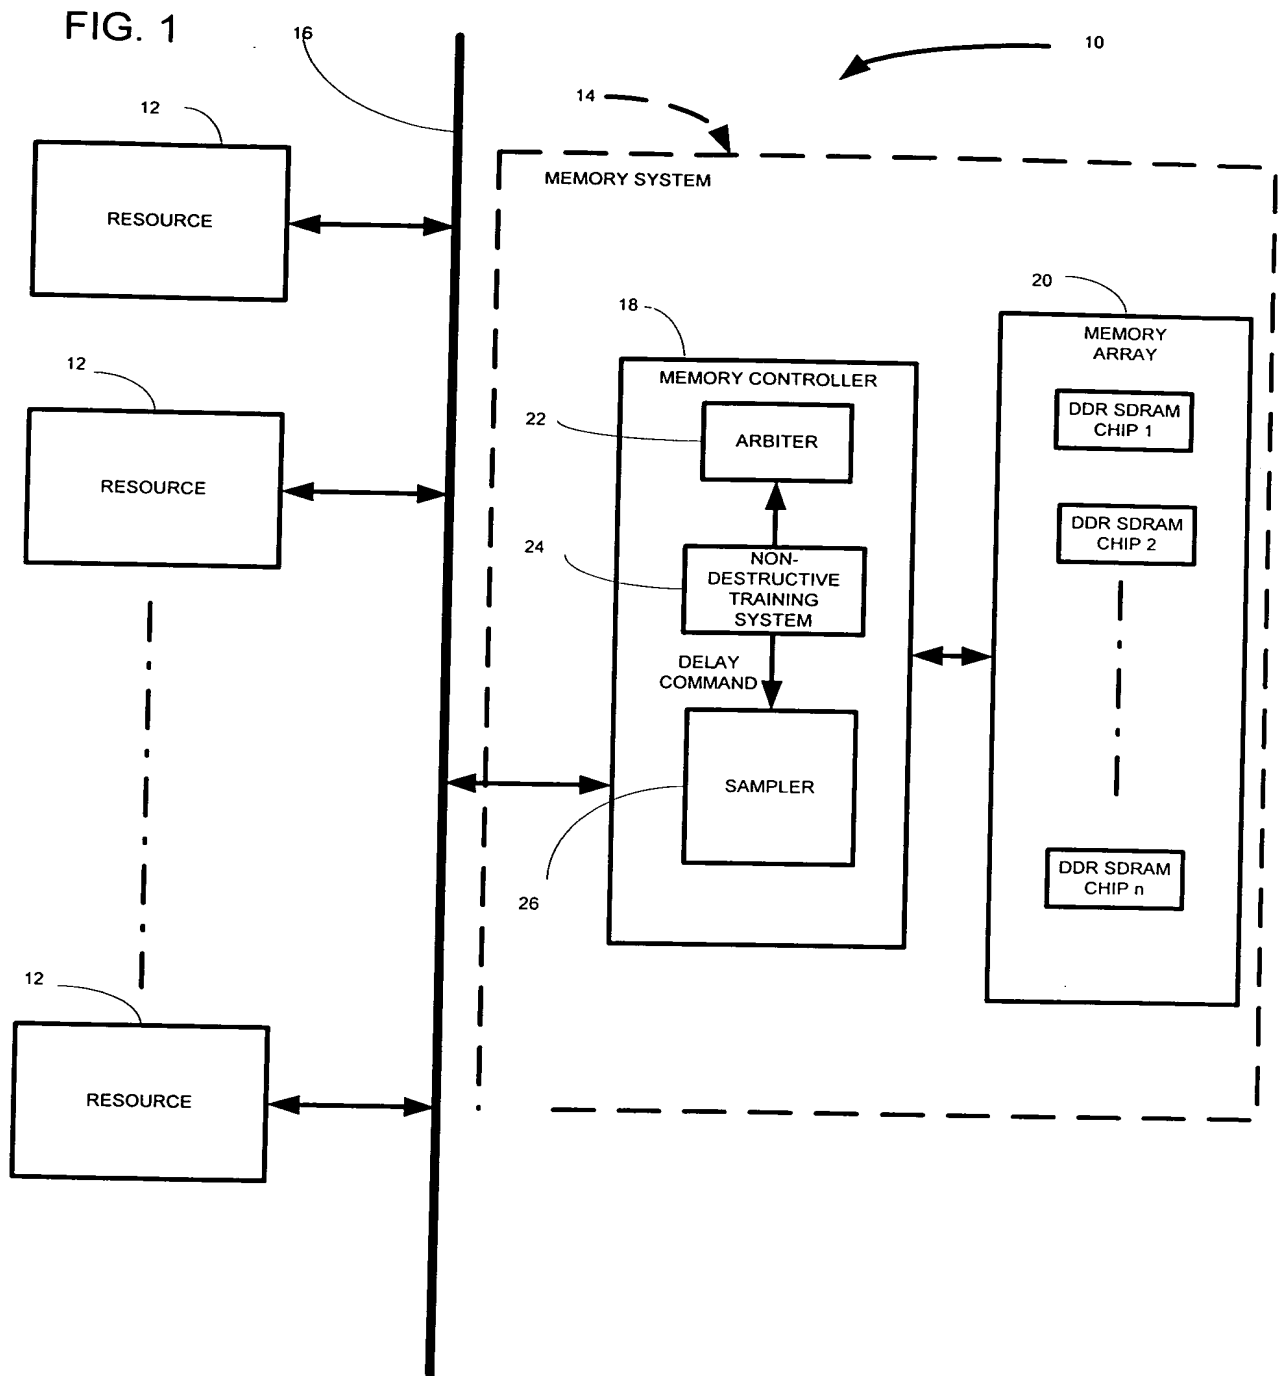 FIG. 1
16
10
14
12
MEMORY SYSTEM
RESOURCE
20
18
MEMORY
ARRAY
12
MEMORY CONTROLLER
DDR SDRAM
CHIP 1
22
ARBITER
RESOURCE
DDR SDRAM
CHIP 2
24
NON-
DESTRUCTIVE
TRAINING
SYSTEM
DELAY
COMMAND
SAMPLER
DDR SDRAM
CHIP n
26
12
RESOURCE